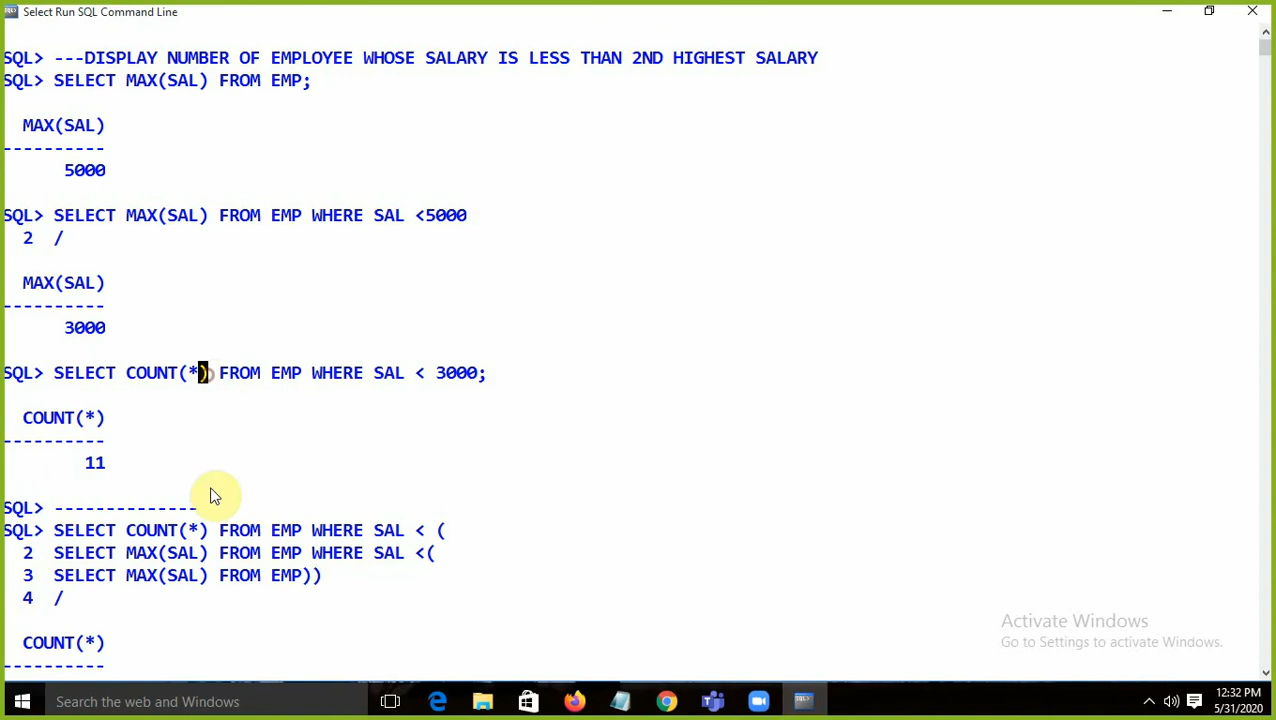 Select Run SQL Command Line
SQL> ---DISPLAY NUMBER OF EMPLOYEE WHOSE SALARY IS LESS THAN 2ND HIGHEST SALARY
SQL> SELECT MAX(SAL) FROM EMP;
MAX(SAL)
----------
5000
SQL> SELECT MAX(SAL) FROM EMP WHERE SAL <5000
2 /
MAX(SAL)
----------
3000
SQL> SELECT COUNT(*) FROM EMP WHERE SAL < 3000;
COUNT(*)
----------
11
SQL> --------------
SQL> SELECT COUNT(*) FROM EMP WHERE SAL < (
2 SELECT MAX(SAL) FROM EMP WHERE SAL <(
3 SELECT MAX(SAL) FROM EMP))
4 /
COUNT(*)
----------
Activate Windows
Go to Settings to activate Windows.
Search the web and Windows
12:32 PM
5/31/2020